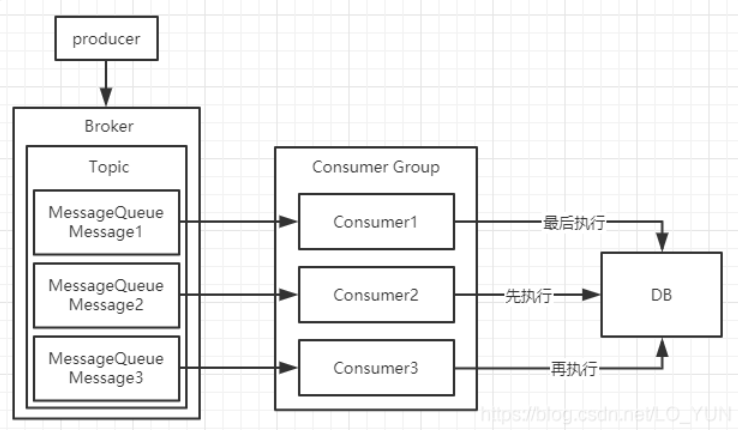 producer
Broker
Topic
MessageQueue
Message1
MessageQueue
Message2
MessageQueue
Message3
Consumer Group
Consumer1
Consumer2
Consumer3
最后执行
先执行
再执行
DB
https://blog.csdn.net/LO_YUN